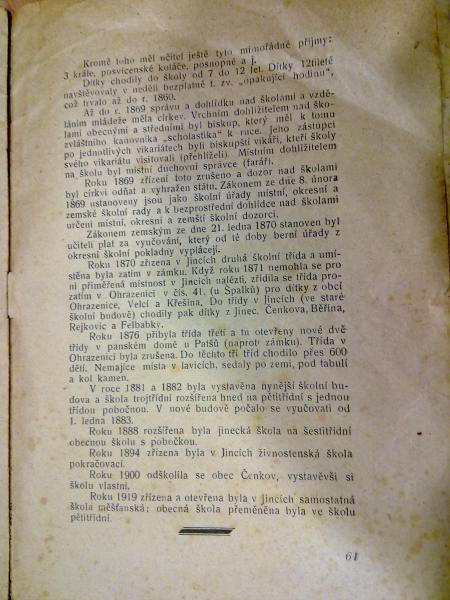 Kromě toho měl učitel ještě tyto mimořádné příjmy:
3 krále, posvícenské koláče, posnopné a j.
Dítky chodily do školy od 7 do 12 let. Dítky 12tileté
navštěvovaly v neděli bezplatně t. zv. „opakující hodinu",
což trvalo až do r. 1860.
Až do r. 1869 správu a dohlídku nad školami a vzdě-
láním mládeže měla církev. Vrchním dohližitelem nad ško-
lami obecnými a středními byl biskup, který měl k tomu
zvláštního kanovníka „scholastika" k ruce. Jeho zástupci
po jednotlivých vikariátech byli biskupští vikáři, kteří školy
svého vikariátu visitovali (přehlíželi). Místním dohližitelem
na školu byl místní duchovní správce (farář).
Roku 1869 zřízení toto zrušeno a dozor nad školami
byl církvi odňat a vyhražen státu. Zákonem ze dne 8. února
1869 ustanoveny jsou jako školní úřady místní, okresní a
zemské školní rady a k bezprostřední dohlídce nad školami
určeni místní, okresní a zemští školní dozorci.
Zákonem zemským ze dne 21. ledna 1870 stanoven byl
učiteli plat za vyučování, který od té doby berní úřady z
okresní školní pokladny vyplácejí.
Roku 1870 zřízena v Jincích druhá školní třída a umí-
stěna byla zatím v zámku. Když roku 1871 nemohla se pro
ni přiměřená místnost v Jincích nalézti, zřídila se třída pro-
zatím v Ohrazenici v čís. 41. (u Špalků) pro dítky z obcí
Ohrazenice, Velcí a Křešína. Do třídy v Jincích (ve staré
školní budově) chodily pak dítky z Jinec, Čenkova, Běřína,
Rejkovic a Felbabky.
Roku 1876 přibyla třída třetí a tu otevřeny nové dvě
třídy v panském domě u Patšů (naproti zámku). Třída v
Ohrazenici byla zrušena. Do těchto tří tříd chodilo přes 600
dětí. Nemajíce místa v lavicích, sedaly po zemi, pod tabulí
a kol kamen.
V roce 1881 a 1882 byla vystavěna nynější školní bu-
dova a škola trojtřídní rozšířena hned na pětitřídní s jednou
třídou pobočnou. V nové budově počalo se vyučovati od
1. ledna 1883.
Roku 1888 rozšířena byla jinecká škola na šestitřídní
obecnou školu s pobočkou.
Roku 1894 zřízena byla v Jincích živnostenská škola
pokračovací.
Roku 1900 odškolila se obec Čenkov, vystavěvši si
školu vlastní.
Roku 1919 zřízena a otevřena byla v Jincích samostatná
škola měšťanská; obecná škola přeměněna byla ve školu
pětitřídní.
61